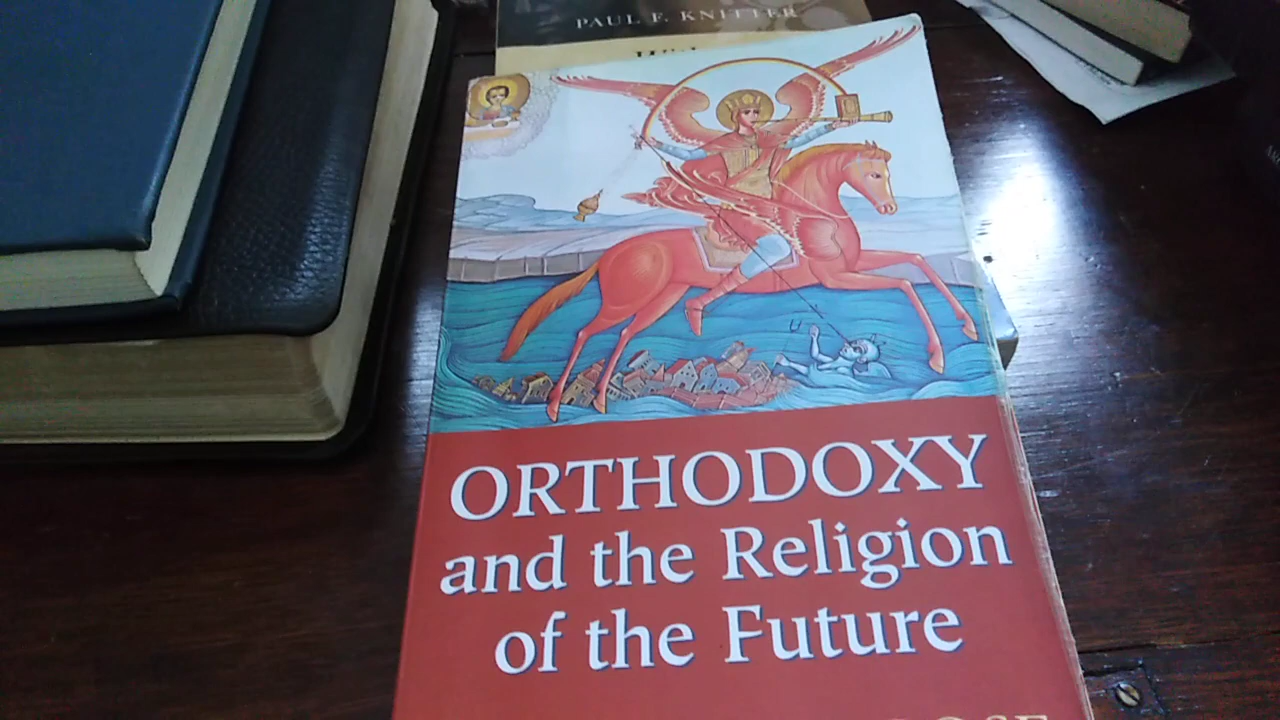 PAUL F. KNITTER
ORTHODOXY
and the Religion
of the Future